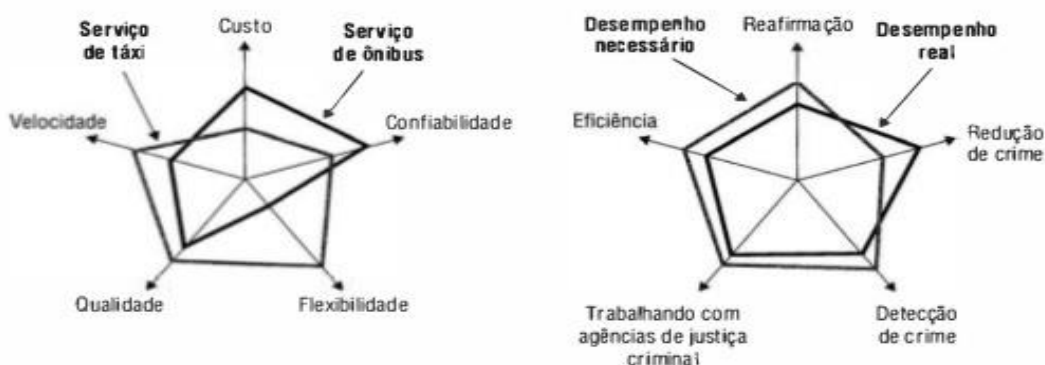 Serviço
de táxi
Custo
Serviço
de ônibus
Velocidade
Confiabilidade
Qualidade
Flexibilidade
Desempenho
necessário
Reafirmação
Desempenho
real
Eficiência
Redução
de crime
Trabalhando com
agências de justiça
criminal
Detecção
de crime